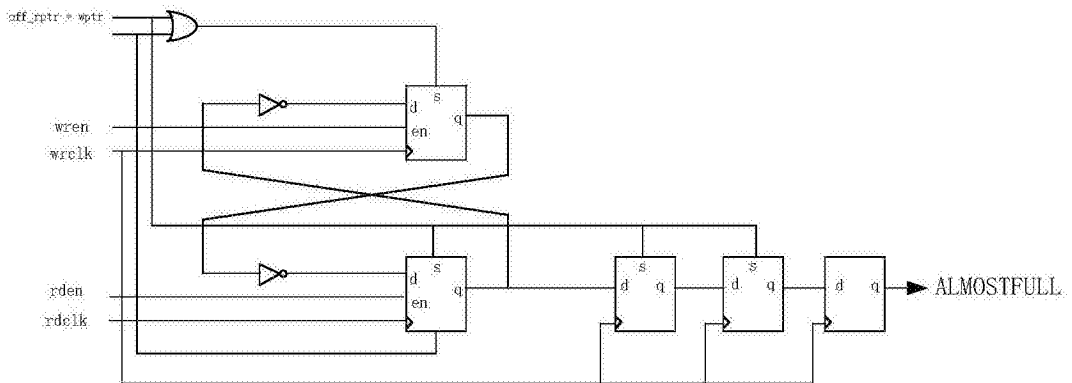 off_rptr = wptr
s
d
q
en
wren
wrclk
s
s
s
d
q
d
q
d
q
d
q
en
rden
rdclk
ALMOSTFULL